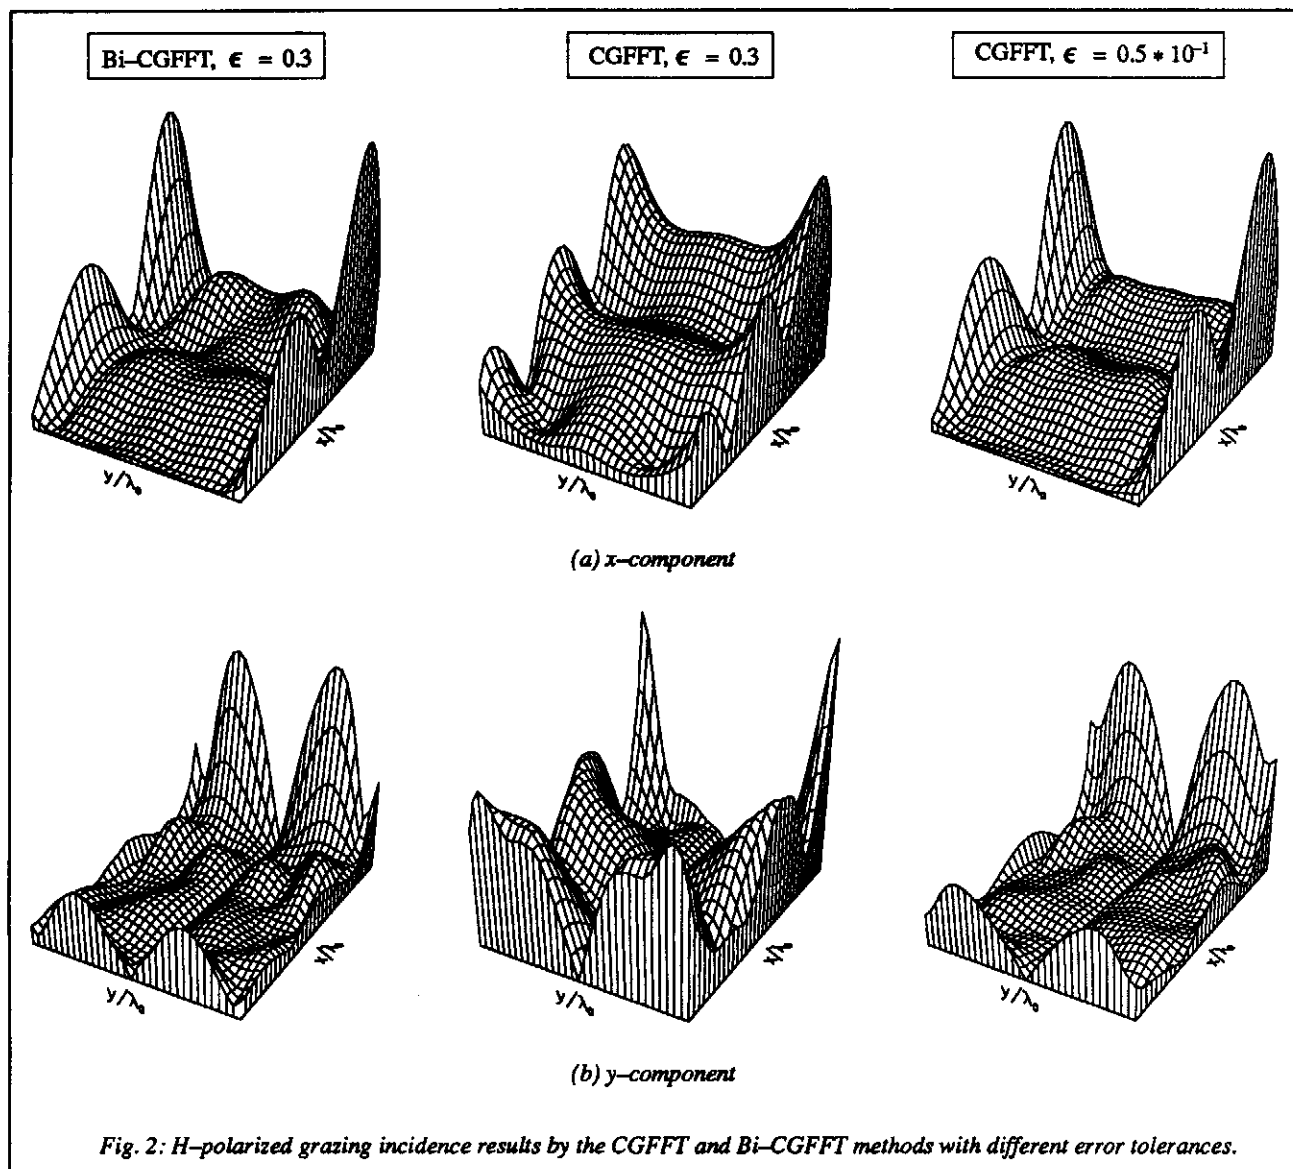 Bi–CGFFT, ϵ = 0.3
CGFFT, ϵ = 0.3
CGFFT, ϵ = 0.5 * 10⁻¹
x/λ₀
y/λ₀
x/λ₀
y/λ₀
x/λ₀
y/λ₀
(a) x–component
x/λ₀
y/λ₀
x/λ₀
y/λ₀
x/λ₀
y/λ₀
(b) y–component
Fig. 2: H–polarized grazing incidence results by the CGFFT and Bi–CGFFT methods with different error tolerances.